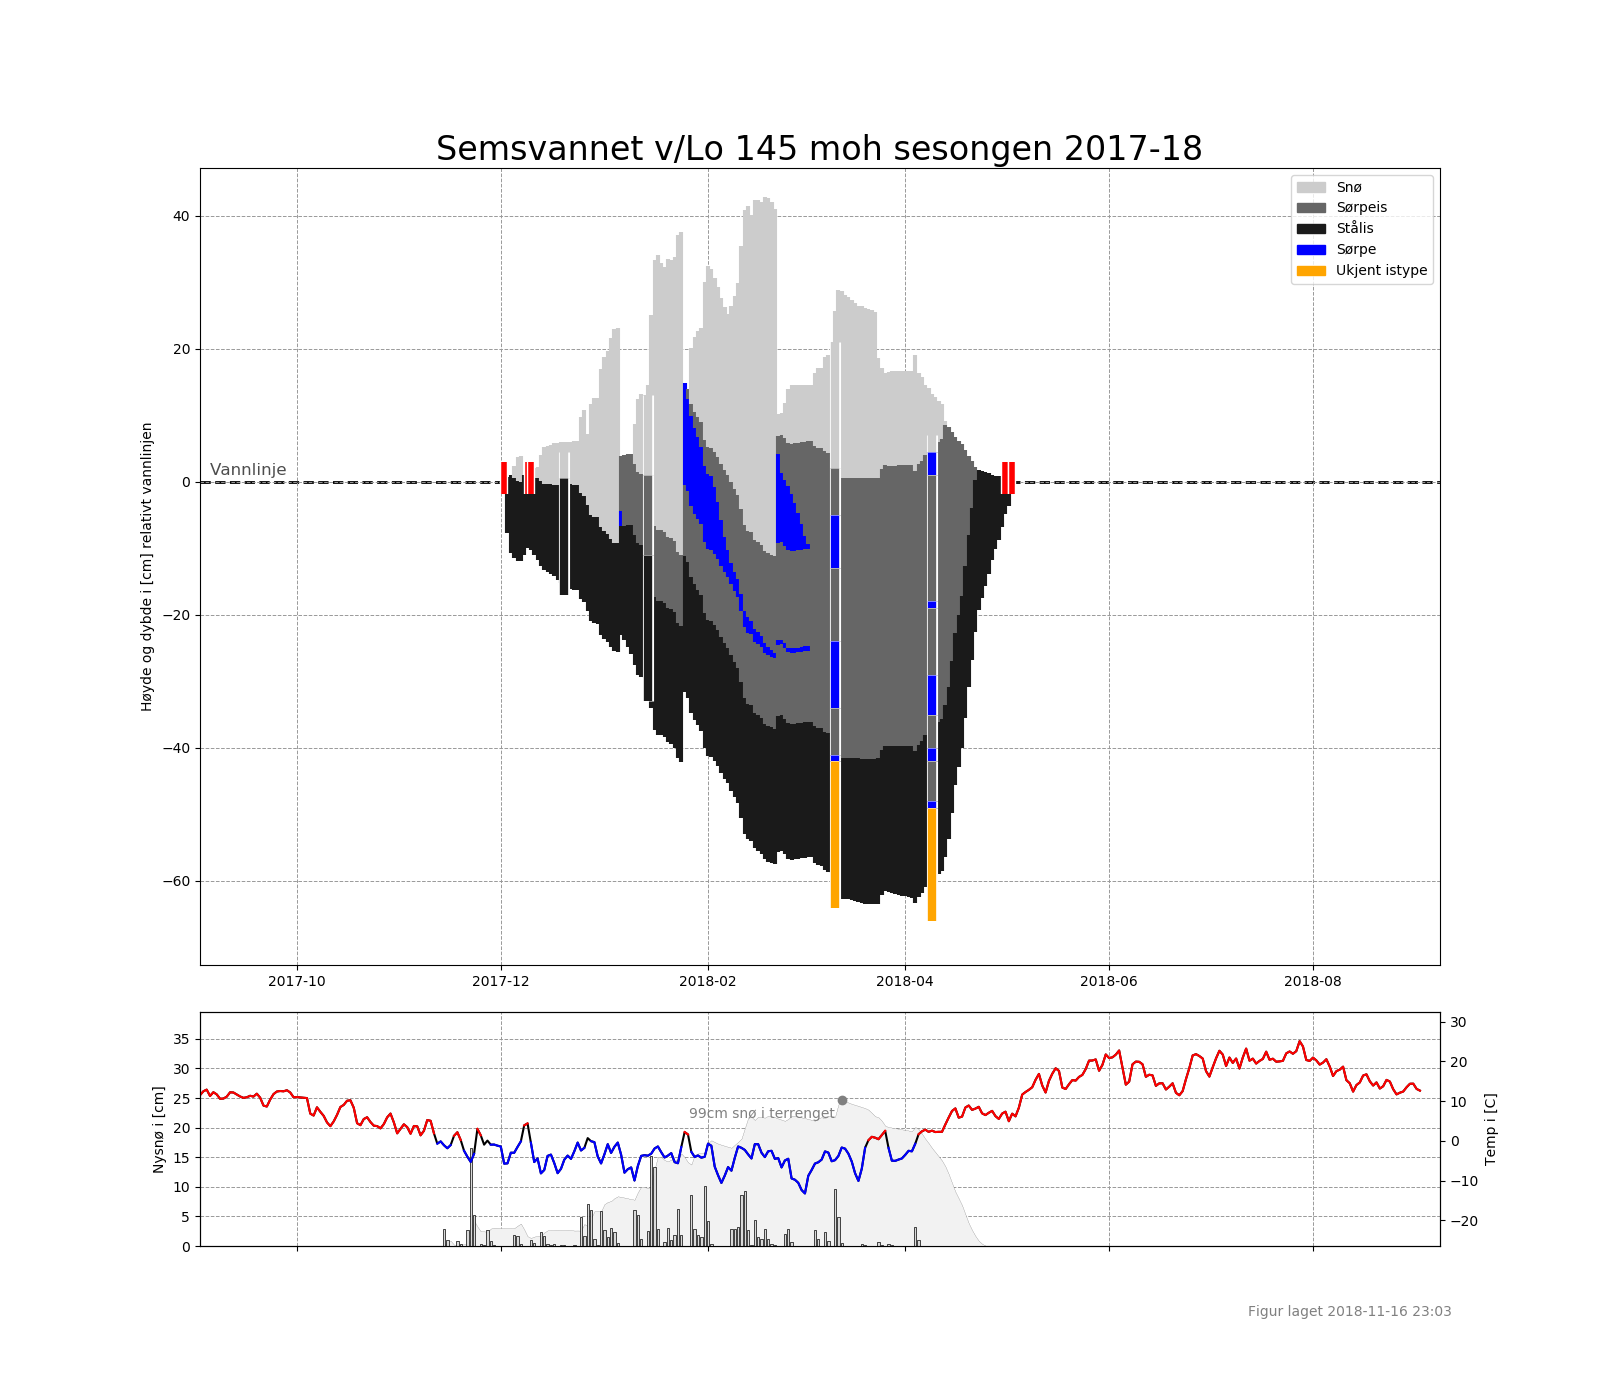 Semsvannet v/Lo 145 moh sesongen 2017-18
Høyde og dybde i [cm] relativt vannlinjen
40
20
0
−20
−40
−60
Vannlinje
Snø
Sørpeis
Stålis
Sørpe
Ukjent istype
2017-10
2017-12
2018-02
2018-04
2018-06
2018-08
Nysnø i [cm]
35
30
25
20
15
10
5
0
99cm snø i terrenget
30
20
10
0
−10
−20
Temp i [C]
Figur laget 2018-11-16 23:03